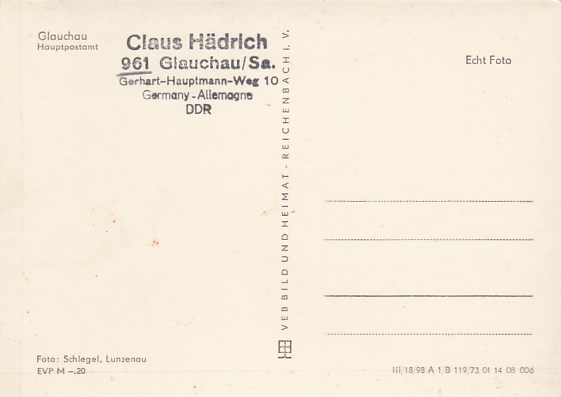 Glauchau
Hauptpostamt
Claus Hädrich
961 Glauchau/Sa.
Gerhart-Hauptmann-Weg 10
Germany-Allemagne
DDR
Echt Foto
VEB BILD UND HEIMAT · REICHENBACH I. V.
Foto: Schlegel, Lunzenau
EVP M –,20
III/18/98 A 1 B 119/73 01 14 08 006